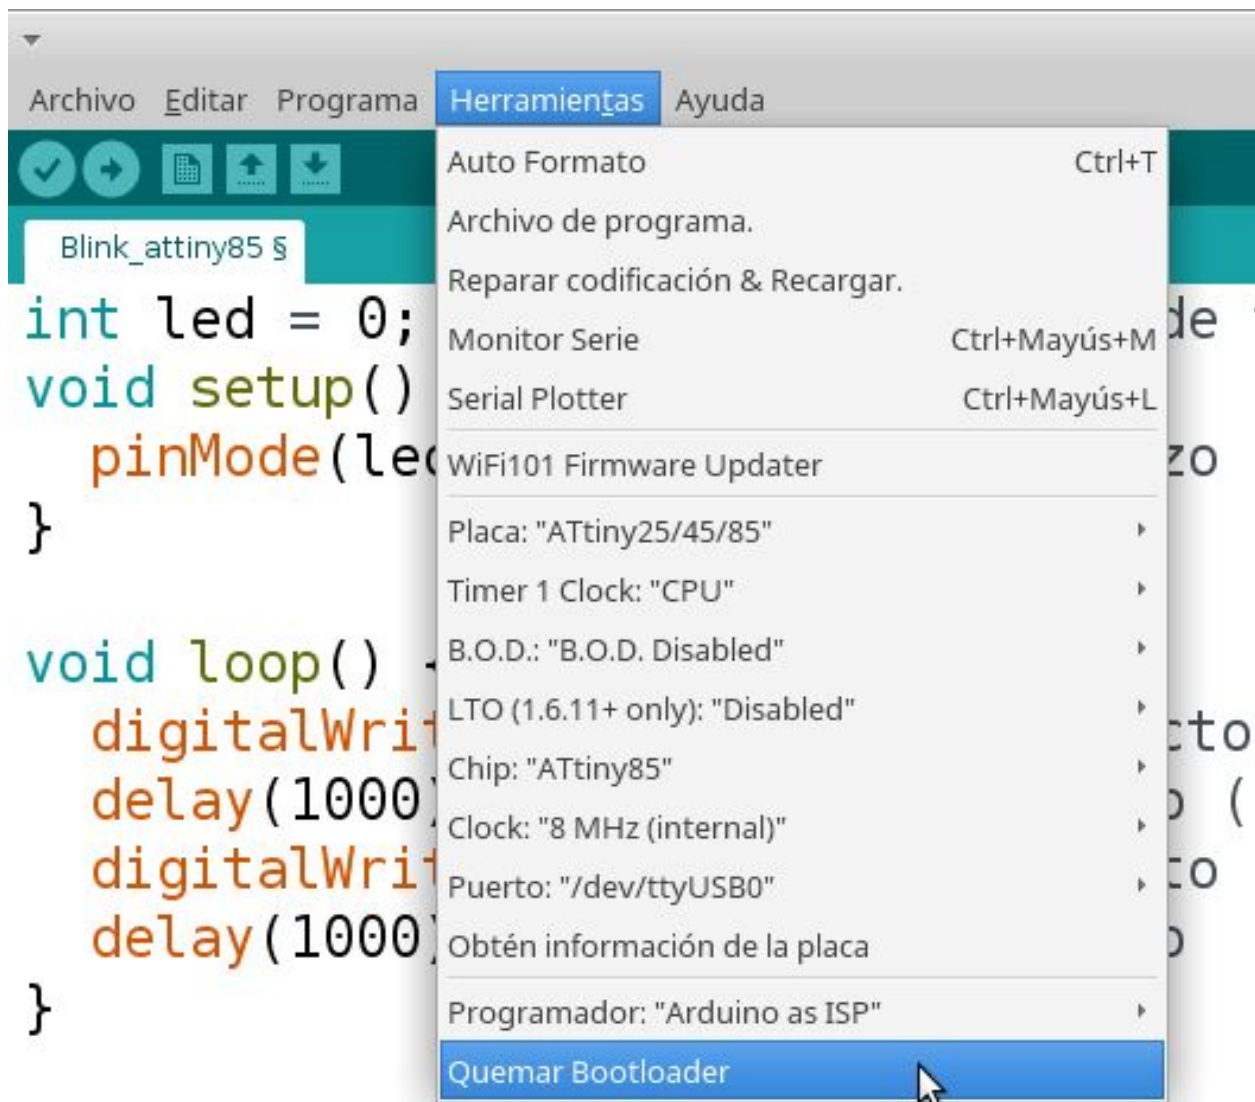 Archivo Editar Programa Herramientas Ayuda
Auto Formato Ctrl+T
Archivo de programa.
Reparar codificación & Recargar.
Monitor Serie Ctrl+Mayús+M
Serial Plotter Ctrl+Mayús+L
WiFi101 Firmware Updater
Placa: "ATtiny25/45/85"
Timer 1 Clock: "CPU"
B.O.D.: "B.O.D. Disabled"
LTO (1.6.11+ only): "Disabled"
Chip: "ATtiny85"
Clock: "8 MHz (internal)"
Puerto: "/dev/ttyUSB0"
Obtén información de la placa
Programador: "Arduino as ISP"
Quemar Bootloader
Blink_attiny85 §
int led = 0; de
void setup()
pinMode(
}
void loop() {
delay(1000)
delay(1000)
}